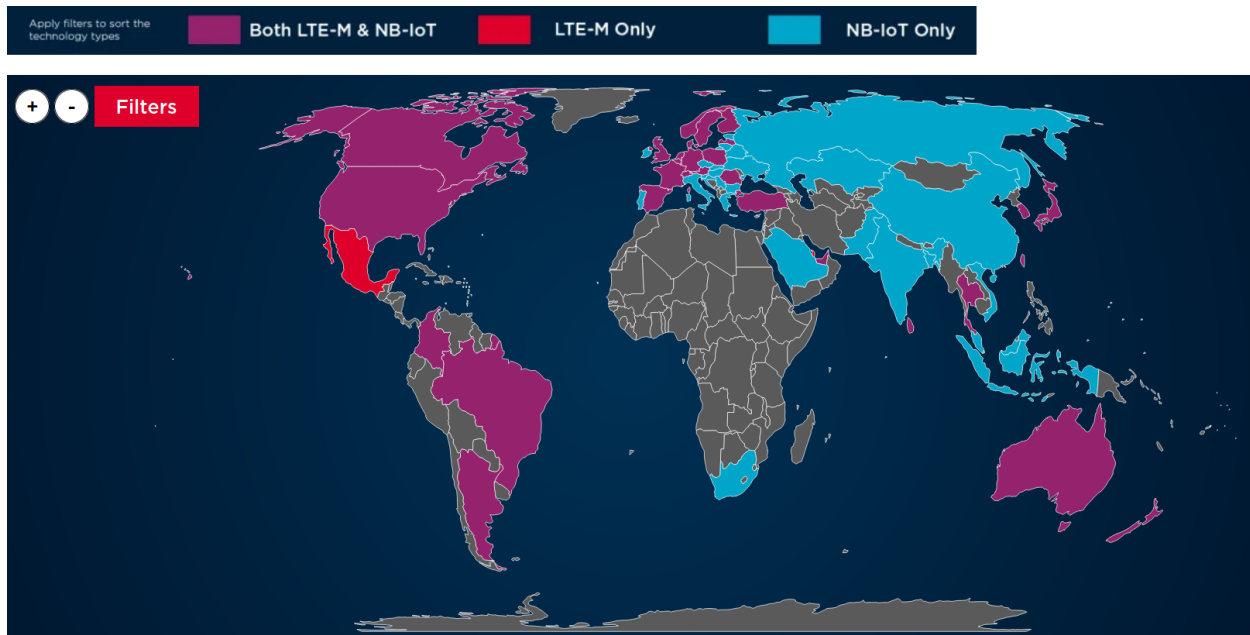 Apply filters to sort the
technology types
Both LTE-M & NB-IoT
LTE-M Only
NB-IoT Only
+
-
Filters